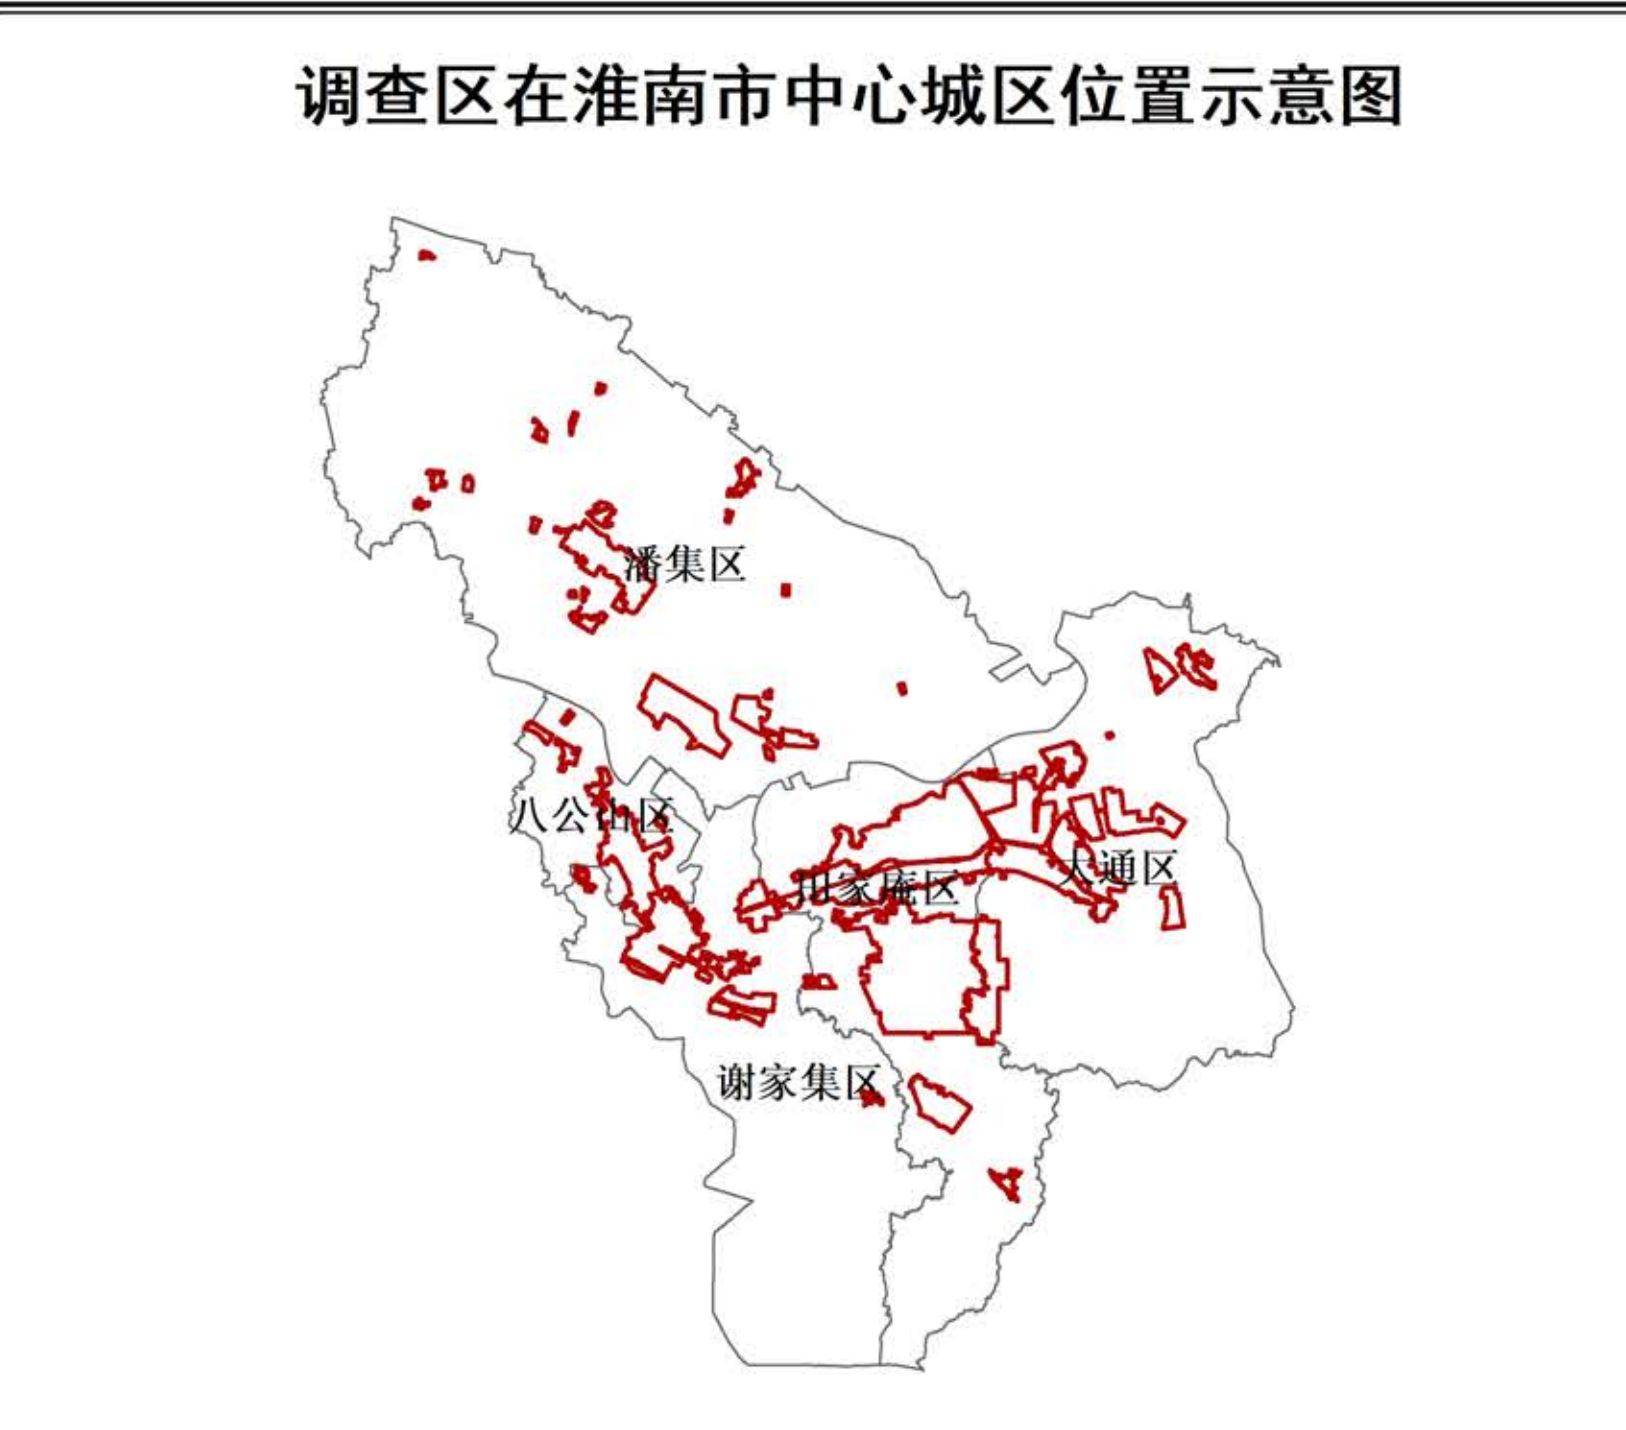 调查区在淮南市中心城区位置示意图
潘集区
八公山区
大通区
田家庵区
谢家集区